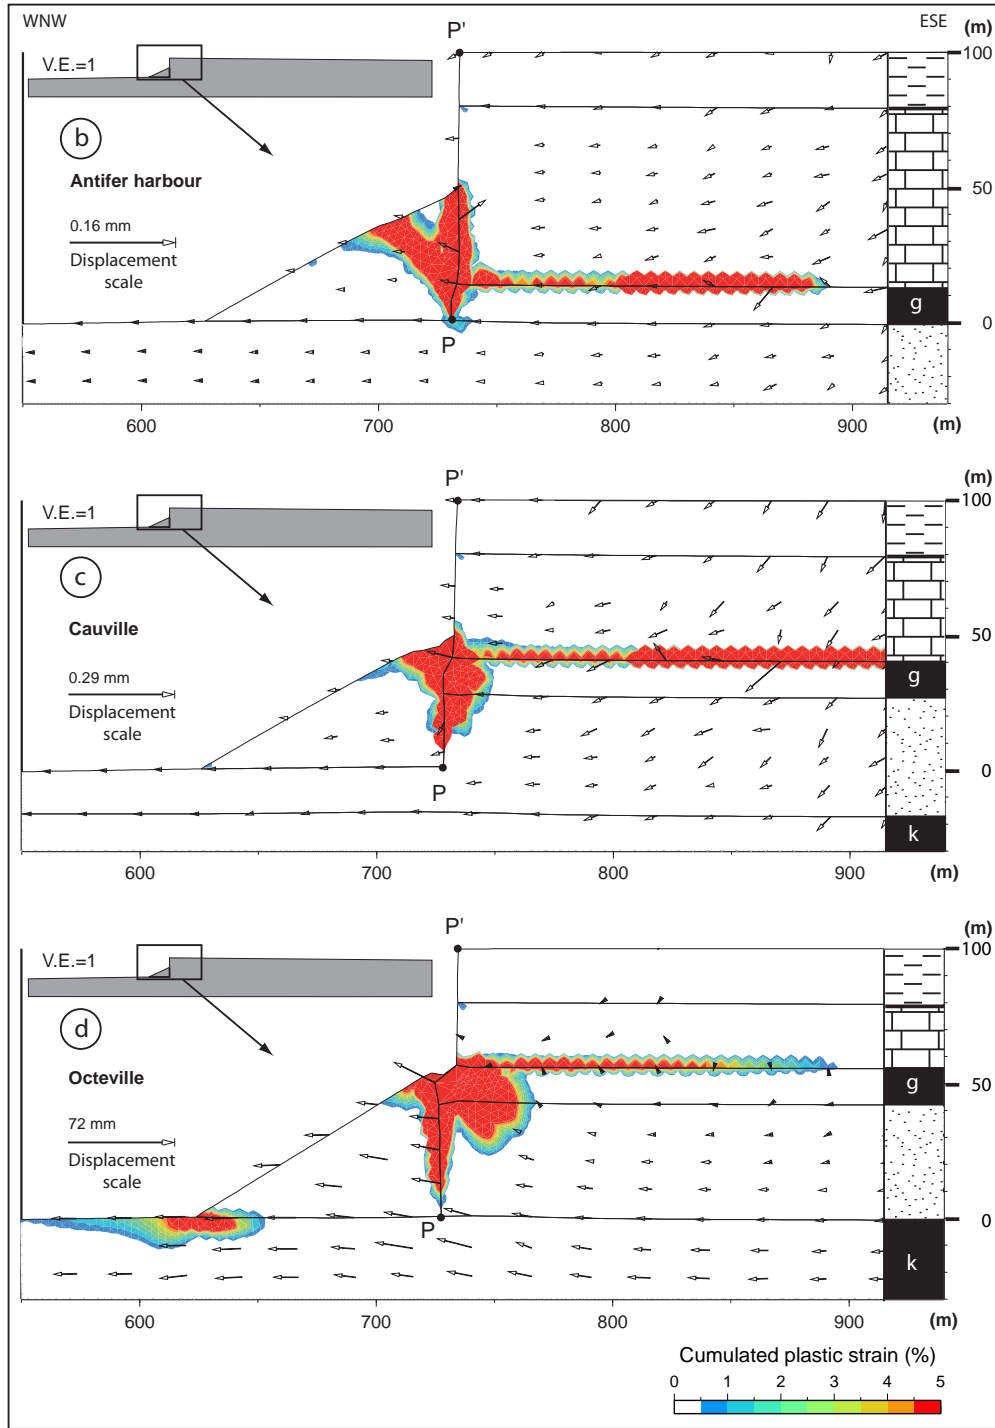 WNW
ESE
(m)
P'
V.E.=1
100
b
Antifer harbour
50
0.16 mm
Displacement
scale
g
0
P
600
700
800
900
(m)
(m)
P'
V.E.=1
100
c
Cauville
50
0.29 mm
Displacement
scale
g
0
P
k
600
700
800
900
(m)
(m)
P'
V.E.=1
100
d
Octeville
g
50
72 mm
Displacement
scale
P
0
k
600
700
800
900
(m)
Cumulated plastic strain (%)
0 1 2 3 4 5